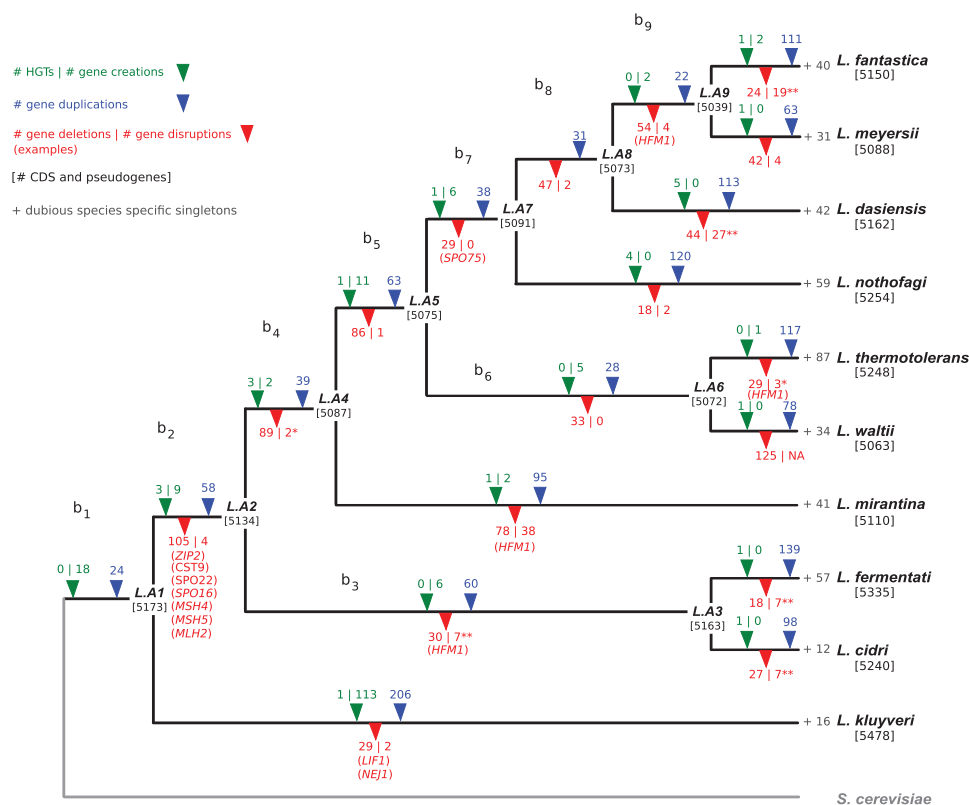 # HGTs | # gene creations
# gene duplications
# gene deletions | # gene disruptions
(examples)
[# CDS and pseudogenes]
+ dubious species specific singletons
b9
1 | 2
111
+ 40
L. fantastica
[5150]
24 | 19**
b8
0 | 2
22
L.A9
[5039]
54 | 4
(HFM1)
1 | 0
63
+ 31
L. meyersii
[5088]
42 | 4
b7
31
L.A8
[5073]
47 | 2
5 | 0
113
+ 42
L. dasiensis
[5162]
44 | 27**
b5
1 | 6
38
L.A7
[5091]
29 | 0
(SPO75)
4 | 0
120
+ 59
L. nothofagi
[5254]
18 | 2
b4
1 | 11
63
L.A5
[5075]
86 | 1
0 | 1
117
+ 87
L. thermotolerans
[5248]
29 | 3*
(HFM1)
b6
0 | 5
28
L.A6
[5072]
33 | 0
1 | 0
78
+ 34
L. waltii
[5063]
125 | NA
b2
3 | 2
39
L.A4
[5087]
89 | 2*
1 | 2
95
+ 41
L. mirantina
[5110]
78 | 38
(HFM1)
b1
3 | 9
58
L.A2
[5134]
105 | 4
(ZIP2)
(CST9)
(SPO22)
(SPO16)
(MSH4)
(MSH5)
(MLH2)
0 | 18
24
L.A1
[5173]
b3
0 | 6
60
L.A3
[5163]
30 | 7**
(HFM1)
1 | 0
139
+ 57
L. fermentati
[5335]
18 | 7**
1 | 0
98
+ 12
L. cidri
[5240]
27 | 7**
1 | 113
206
+ 16
L. kluyveri
[5478]
29 | 2
(LIF1)
(NEJ1)
S. cerevisiae